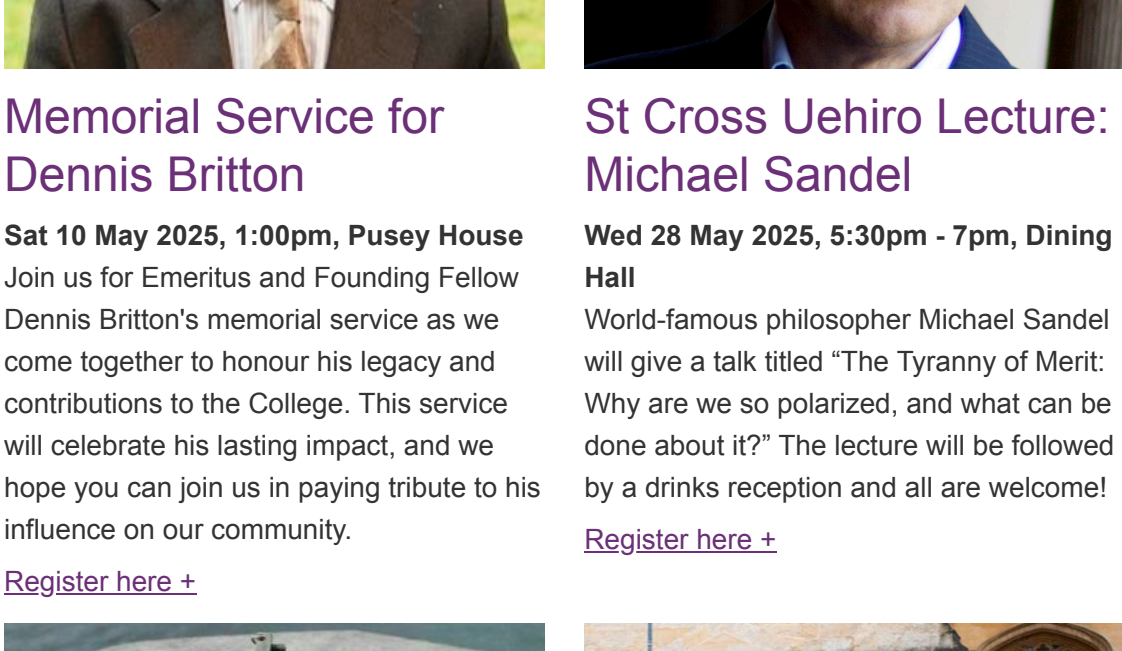 Memorial Service for
Dennis Britton
Sat 10 May 2025, 1:00pm, Pusey House
Join us for Emeritus and Founding Fellow
Dennis Britton's memorial service as we
come together to honour his legacy and
contributions to the College. This service
will celebrate his lasting impact, and we
hope you can join us in paying tribute to his
influence on our community.
Register here +
St Cross Uehiro Lecture:
Michael Sandel
Wed 28 May 2025, 5:30pm - 7pm, Dining
Hall
World-famous philosopher Michael Sandel
will give a talk titled “The Tyranny of Merit:
Why are we so polarized, and what can be
done about it?” The lecture will be followed
by a drinks reception and all are welcome!
Register here +